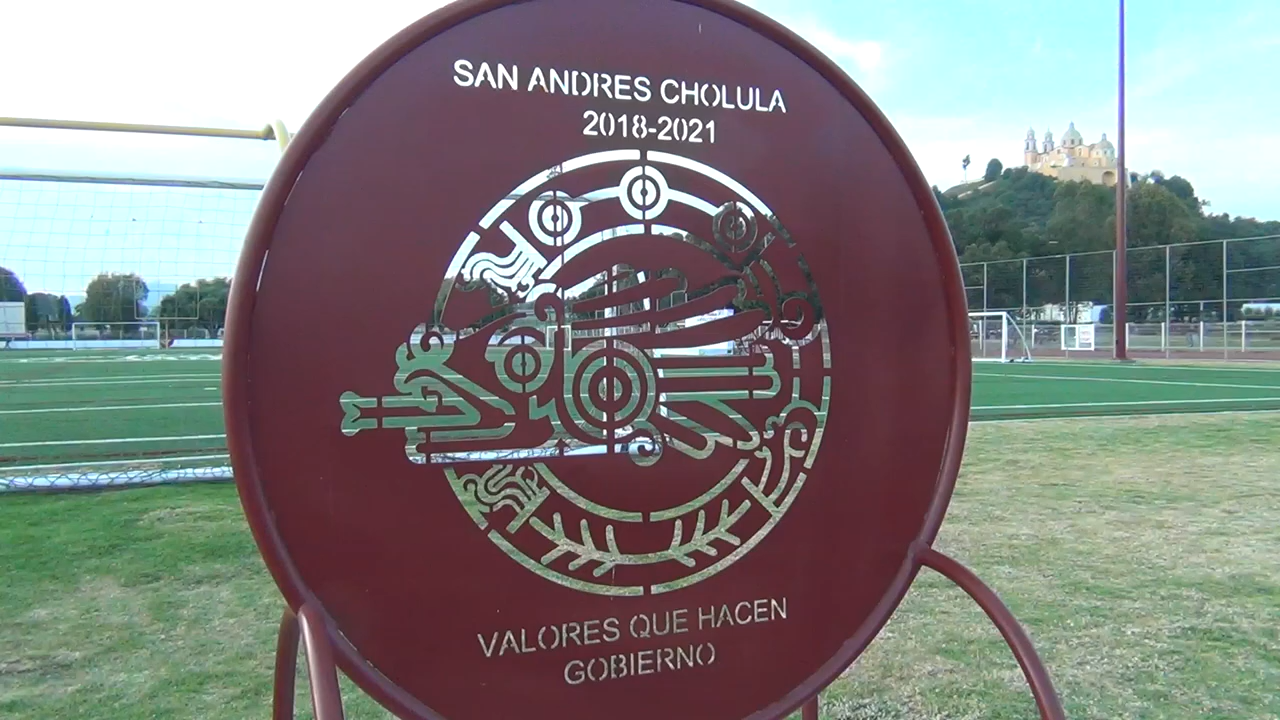 SAN ANDRES CHOLULA
2018-2021
VALORES QUE HACEN
GOBIERNO